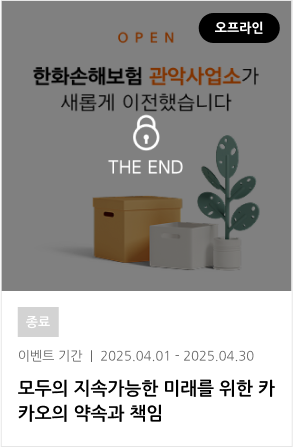 오프라인
OPEN
한화손해보험 관악사업소가
새롭게 이전했습니다
THE END
종료
이벤트 기간 | 2025.04.01 - 2025.04.30
모두의 지속가능한 미래를 위한 카
카오의 약속과 책임